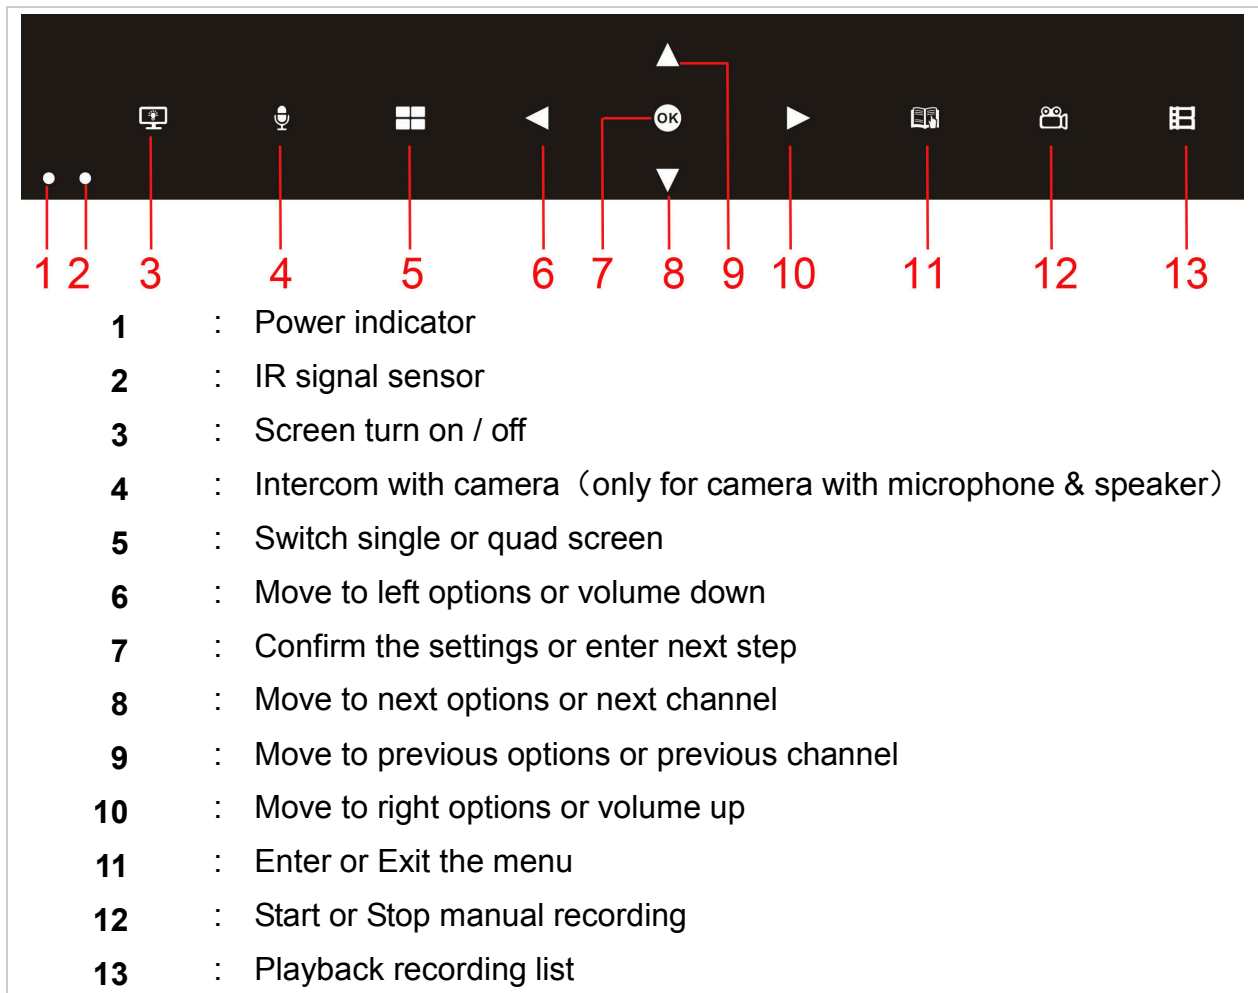 OK
1 2 3 4 5 6 7 8 9 10 11 12 13
1 : Power indicator
2 : IR signal sensor
3 : Screen turn on / off
4 : Intercom with camera（only for camera with microphone & speaker）
5 : Switch single or quad screen
6 : Move to left options or volume down
7 : Confirm the settings or enter next step
8 : Move to next options or next channel
9 : Move to previous options or previous channel
10 : Move to right options or volume up
11 : Enter or Exit the menu
12 : Start or Stop manual recording
13 : Playback recording list